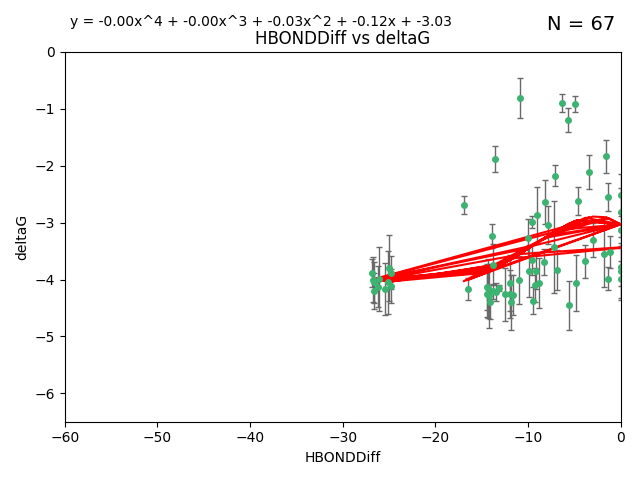 y = -0.00x^4 + -0.00x^3 + -0.03x^2 + -0.12x + -3.03
N = 67
HBONDDiff vs deltaG
0
−1
−2
−3
−4
−5
−6
deltaG
−60
−50
−40
−30
−20
−10
0
HBONDDiff